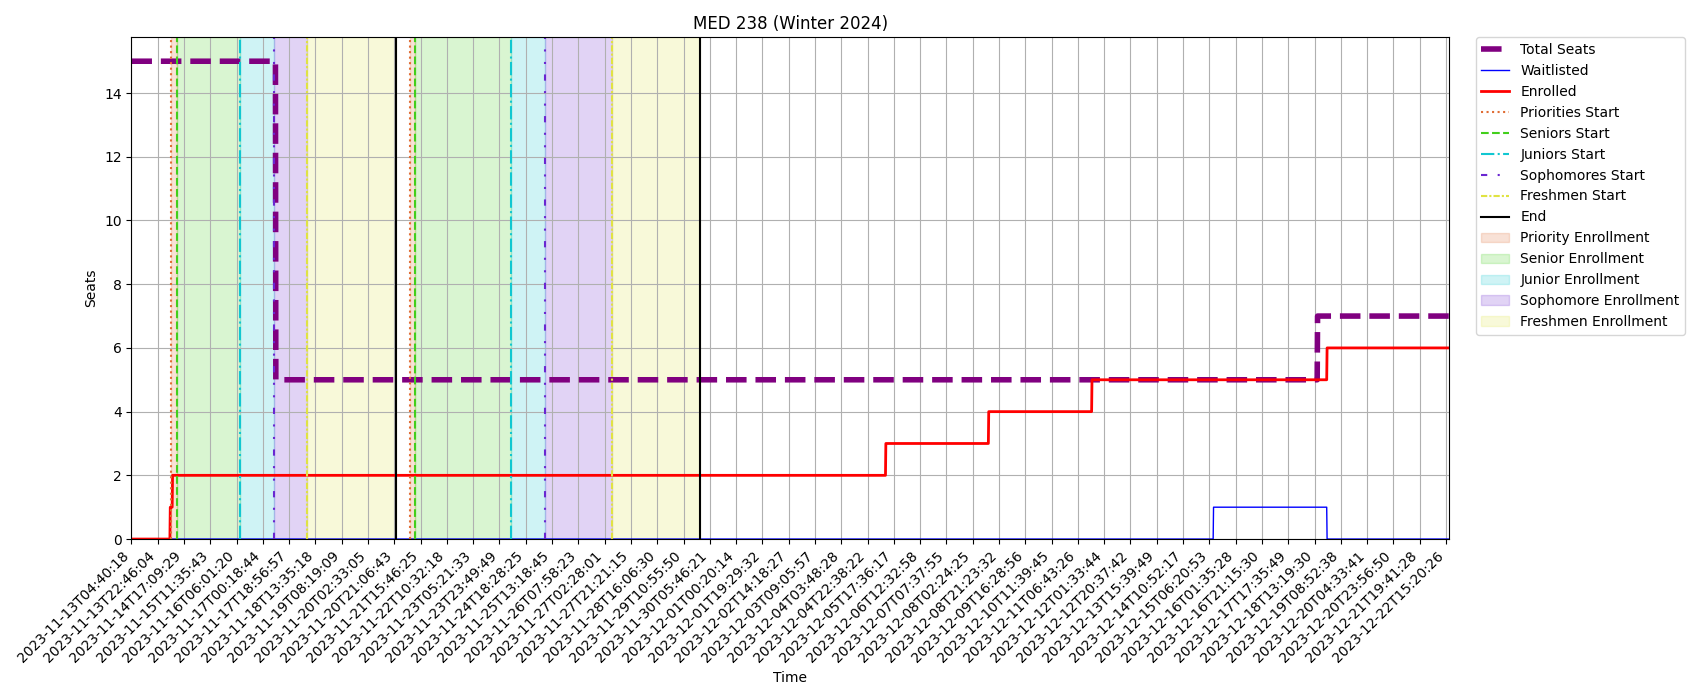 MED 238 (Winter 2024)
Seats
14
12
10
8
6
4
2
0
2023-11-13T04:40:18
2023-11-13T22:46:04
2023-11-14T17:09:29
2023-11-15T11:35:43
2023-11-16T06:01:20
2023-11-17T00:18:44
2023-11-17T18:56:57
2023-11-18T13:35:18
2023-11-19T08:19:09
2023-11-20T02:33:05
2023-11-20T21:06:43
2023-11-21T15:46:25
2023-11-22T10:32:18
2023-11-23T05:21:33
2023-11-23T23:49:49
2023-11-24T18:28:25
2023-11-25T13:18:45
2023-11-26T07:58:23
2023-11-27T02:28:01
2023-11-27T21:21:15
2023-11-28T16:06:30
2023-11-29T10:55:50
2023-11-30T05:46:21
2023-12-01T00:20:14
2023-12-01T19:29:32
2023-12-02T14:18:27
2023-12-03T09:05:57
2023-12-04T03:48:28
2023-12-04T22:38:22
2023-12-05T17:36:17
2023-12-06T12:32:58
2023-12-07T07:37:55
2023-12-08T02:24:25
2023-12-08T21:23:32
2023-12-09T16:28:56
2023-12-10T11:39:45
2023-12-11T06:43:26
2023-12-12T01:33:44
2023-12-12T20:37:42
2023-12-13T15:39:49
2023-12-14T10:52:17
2023-12-15T06:20:53
2023-12-16T01:35:28
2023-12-16T21:15:30
2023-12-17T17:35:49
2023-12-18T13:19:30
2023-12-19T08:52:38
2023-12-20T04:33:41
2023-12-20T23:56:50
2023-12-21T19:41:28
2023-12-22T15:20:26
Time
Total Seats
Waitlisted
Enrolled
Priorities Start
Seniors Start
Juniors Start
Sophomores Start
Freshmen Start
End
Priority Enrollment
Senior Enrollment
Junior Enrollment
Sophomore Enrollment
Freshmen Enrollment